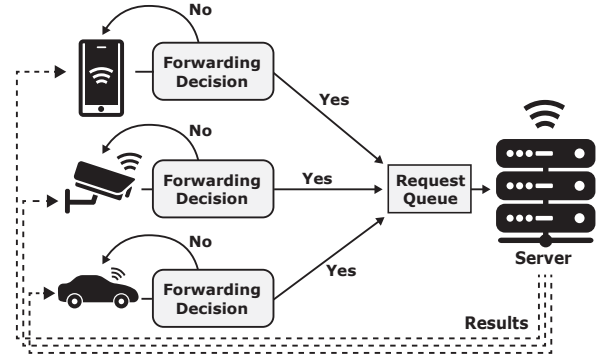 No
Forwarding
Decision
Yes
No
Forwarding
Decision
Yes
Request
Queue
Server
No
Forwarding
Decision
Yes
Results